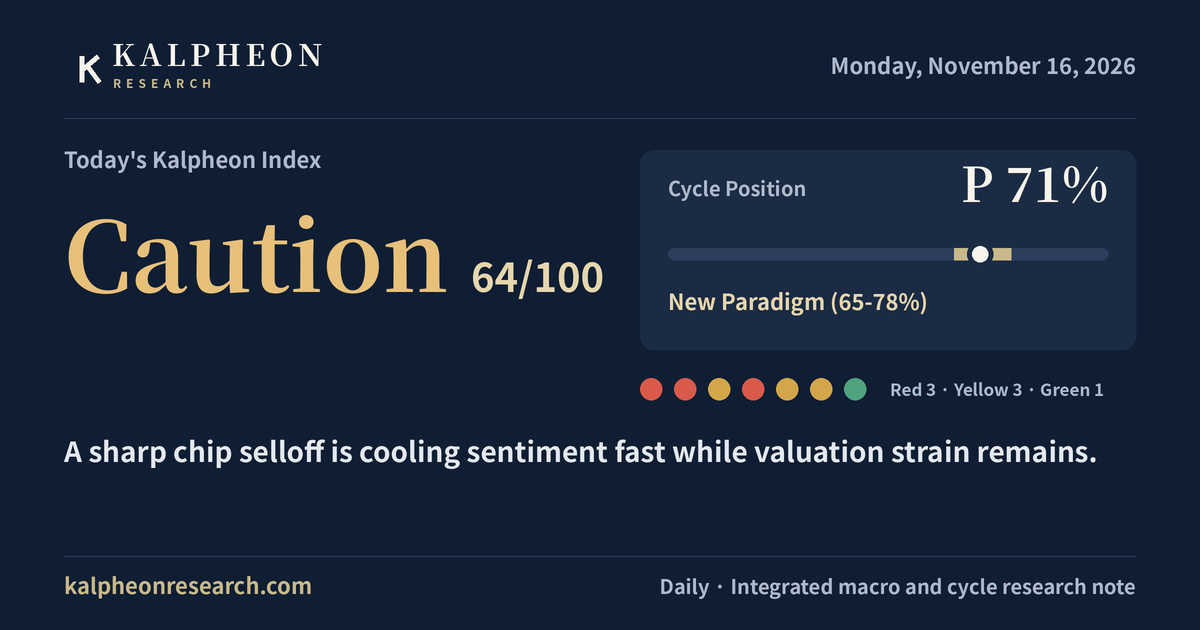 KALPHEON
RESEARCH
Monday, November 16, 2026
Today's Kalpheon Index
Caution 64/100
Cycle Position
P 71%
New Paradigm (65-78%)
Red 3 · Yellow 3 · Green 1
A sharp chip selloff is cooling sentiment fast while valuation strain remains.
kalpheonresearch.com
Daily · Integrated macro and cycle research note